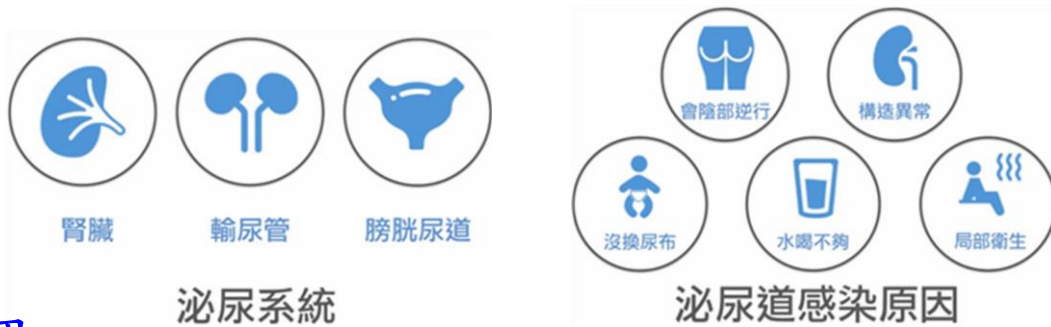 腎臟
輸尿管
膀胱尿道
泌尿系統
會陰部逆行
構造異常
沒換尿布
水喝不夠
局部衛生
泌尿道感染原因